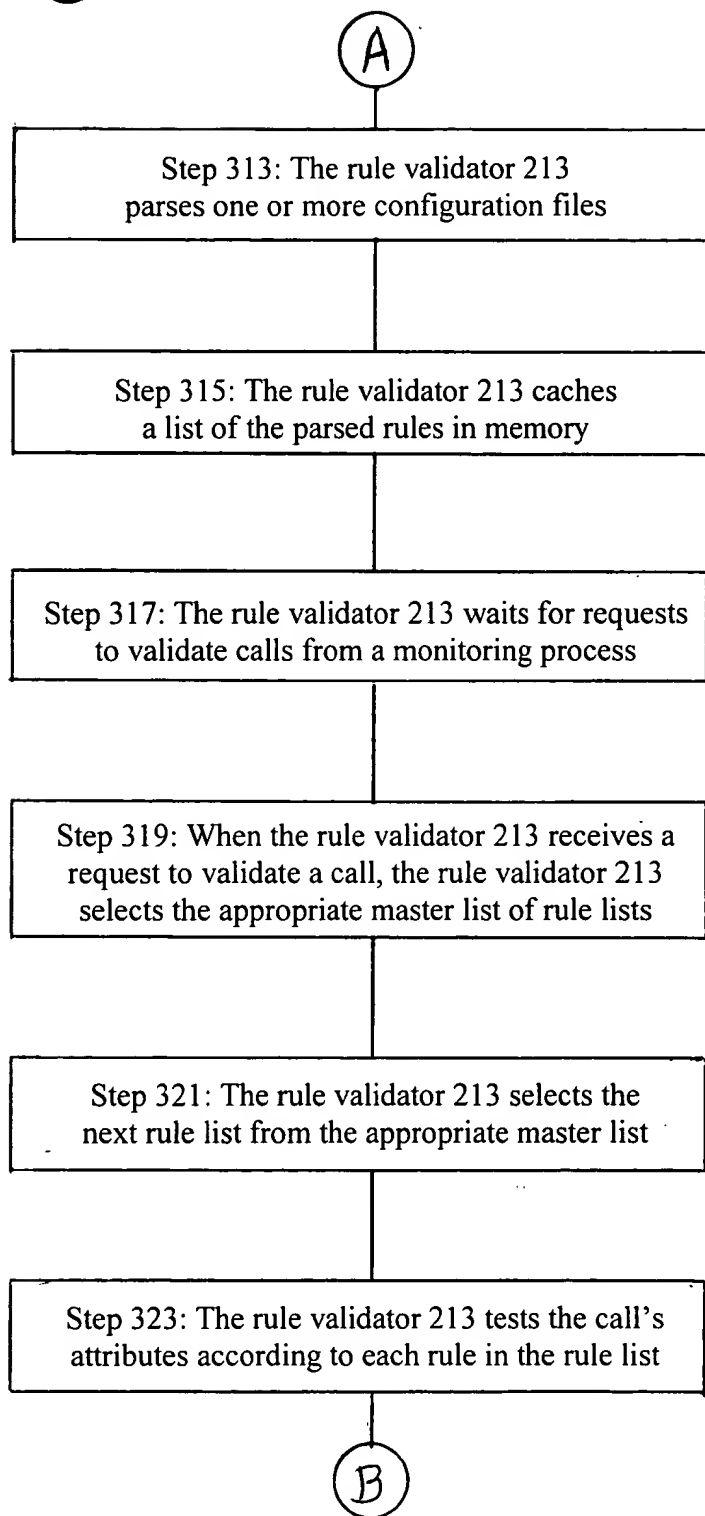 A
Step 313: The rule validator 213
parses one or more configuration files
Step 315: The rule validator 213 caches
a list of the parsed rules in memory
Step 317: The rule validator 213 waits for requests
to validate calls from a monitoring process
Step 319: When the rule validator 213 receives a
request to validate a call, the rule validator 213
selects the appropriate master list of rule lists
Step 321: The rule validator 213 selects the
next rule list from the appropriate master list
Step 323: The rule validator 213 tests the call's
attributes according to each rule in the rule list
B